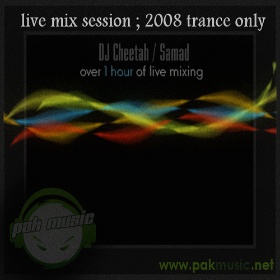 live mix session ; 2008 trance only
DJ Cheetah / Samad
over 1 hour of live mixing
pak music
www.pakmusic.net